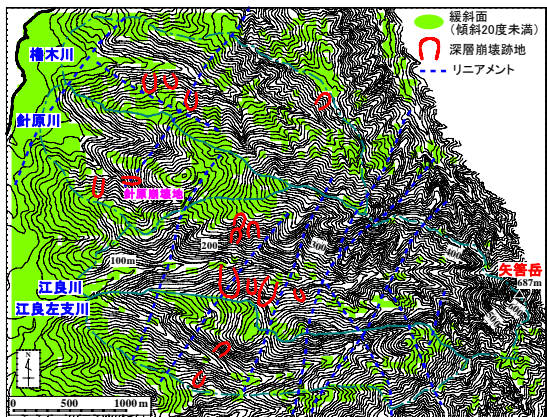 緩斜面
(傾斜20度未満)
深層崩壊跡地
リニアメント
檜木川
針原川
針原崩壊地
200
300
400
100m
矢筈岳
687m
江良川
江良左支川
N
0 500 1000m